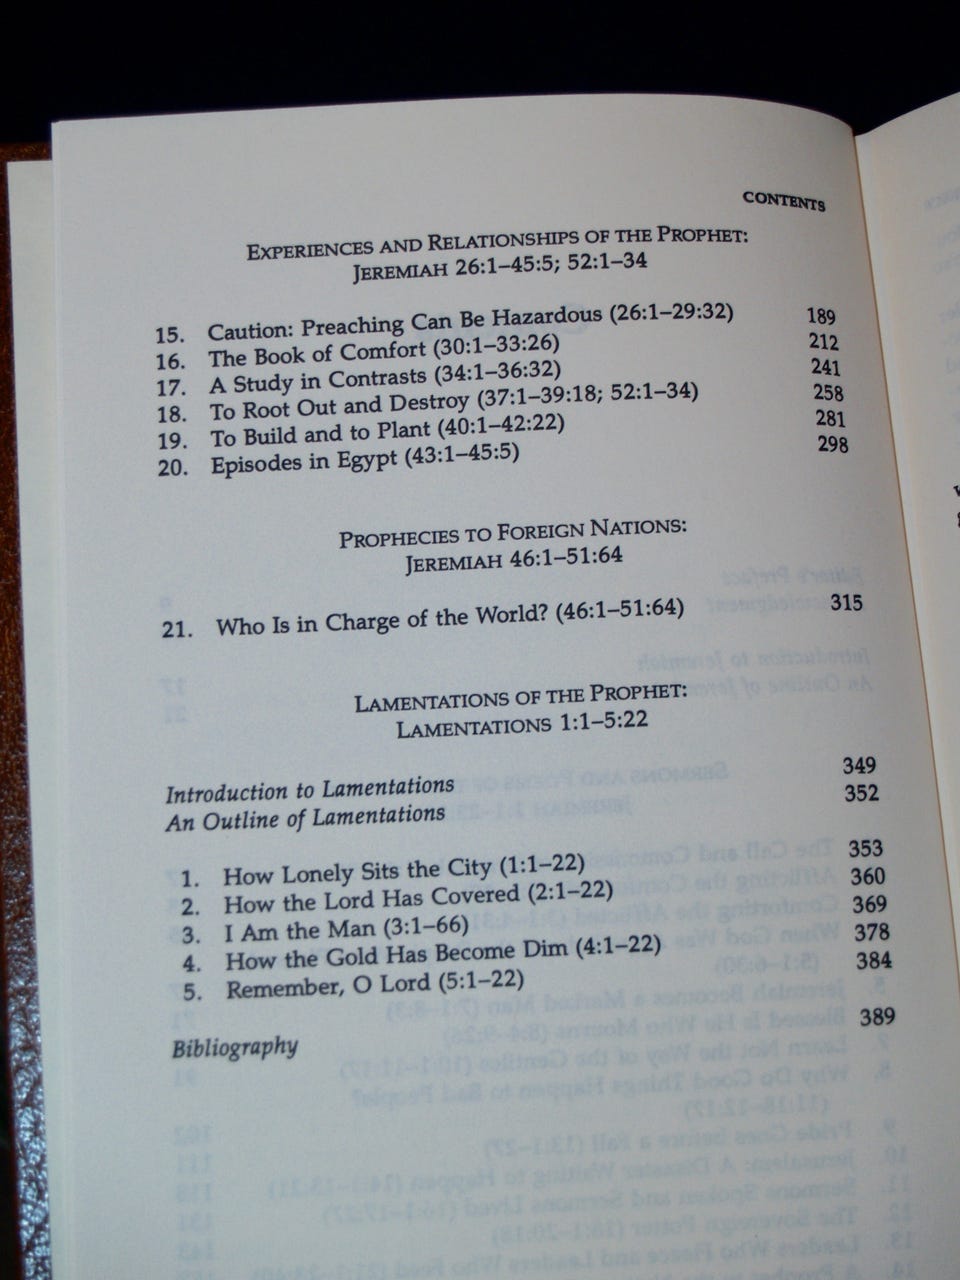 CONTENTS
EXPERIENCES AND RELATIONSHIPS OF THE PROPHET:
JEREMIAH 26:1–45:5; 52:1–34
15. Caution: Preaching Can Be Hazardous (26:1–29:32) 189
16. The Book of Comfort (30:1–33:26) 212
17. A Study in Contrasts (34:1–36:32) 241
18. To Root Out and Destroy (37:1–39:18; 52:1–34) 258
19. To Build and to Plant (40:1–42:22) 281
20. Episodes in Egypt (43:1–45:5) 298
PROPHECIES TO FOREIGN NATIONS:
JEREMIAH 46:1–51:64
21. Who Is in Charge of the World? (46:1–51:64) 315
LAMENTATIONS OF THE PROPHET:
LAMENTATIONS 1:1–5:22
Introduction to Lamentations 349
An Outline of Lamentations 352
1. How Lonely Sits the City (1:1–22) 353
2. How the Lord Has Covered (2:1–22) 360
3. I Am the Man (3:1–66) 369
4. How the Gold Has Become Dim (4:1–22) 378
5. Remember, O Lord (5:1–22) 384
Bibliography 389